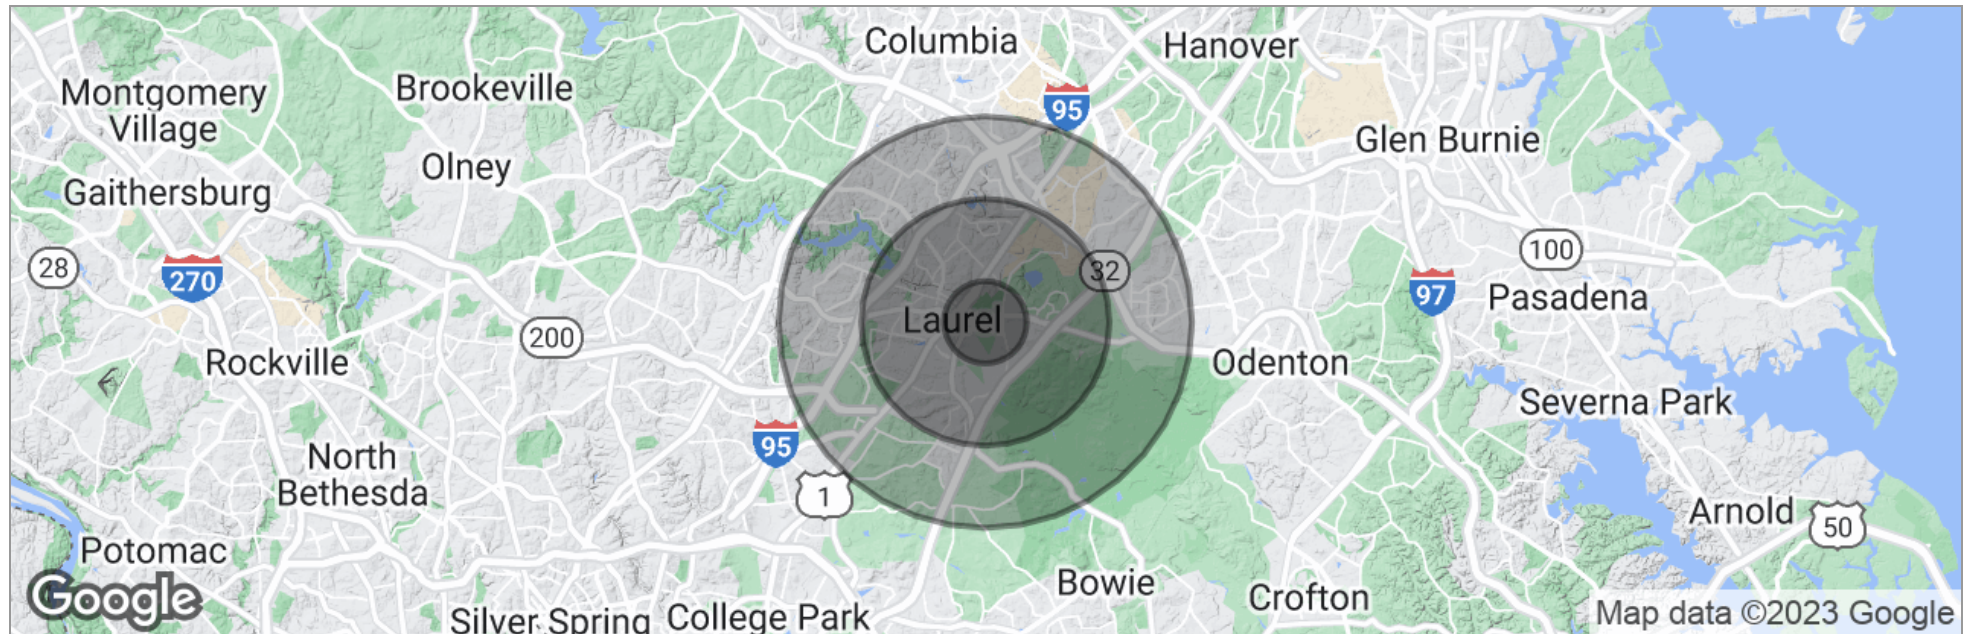 Columbia
Hanover
Montgomery
Village
Brookeville
95
Glen Burnie
Olney
Gaithersburg
28
270
32
100
97
Pasadena
Laurel
200
Rockville
Odenton
Severna Park
95
North
Bethesda
1
Arnold
50
Potomac
Bowie
Crofton
Google
Silver Spring
College Park
Map data ©2023 Google